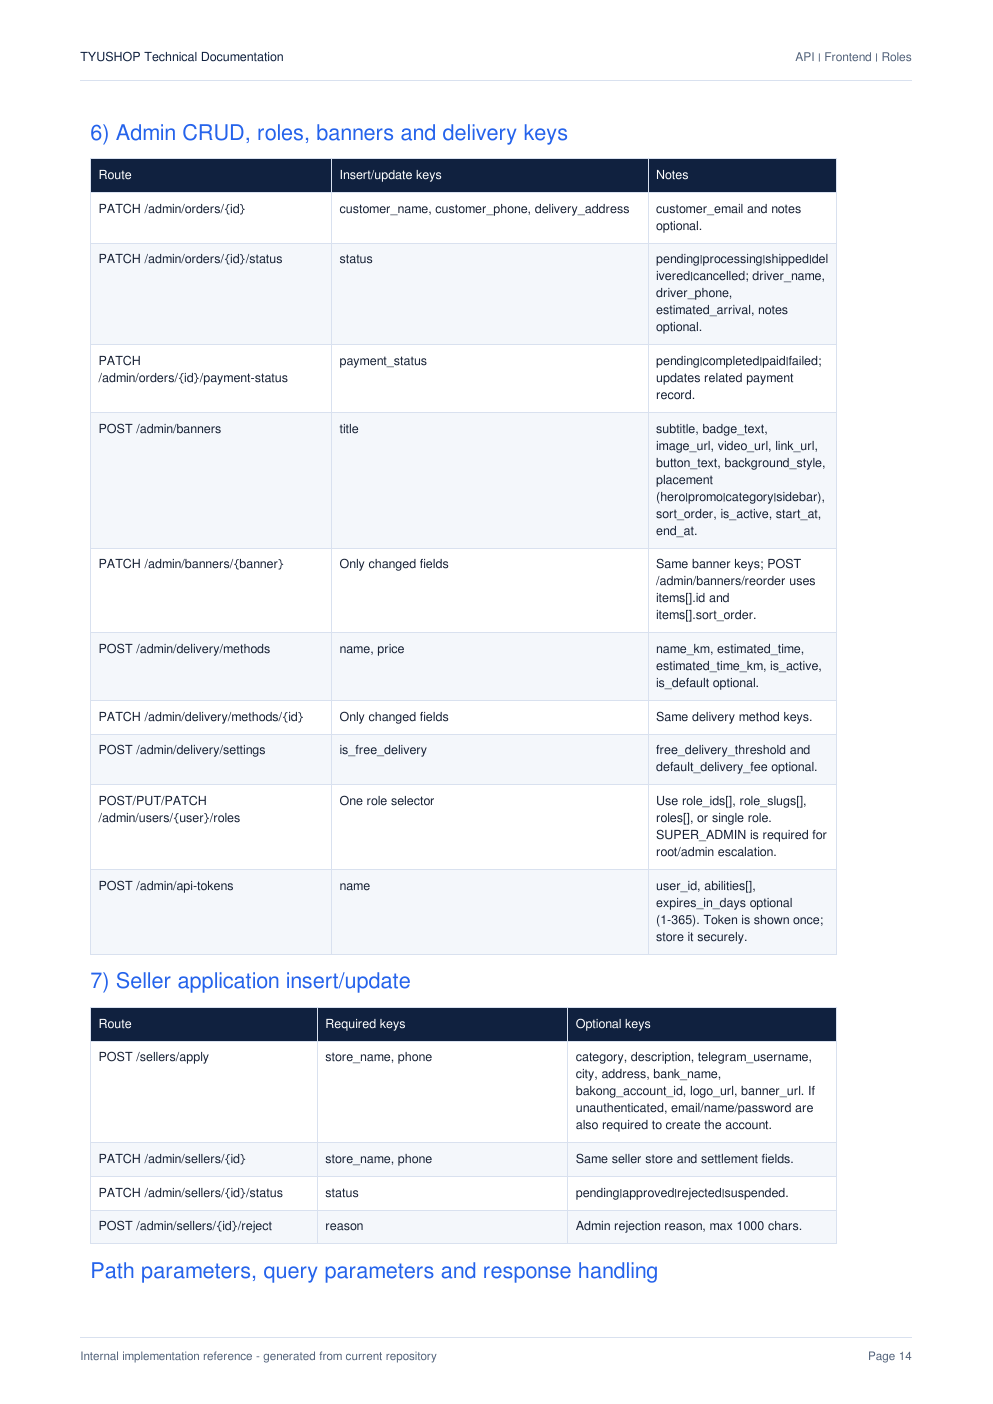 TYUSHOP Technical Documentation
API | Frontend | Roles
6) Admin CRUD, roles, banners and delivery keys
Route
Insert/update keys
Notes
PATCH /admin/orders/{id}
customer_name, customer_phone, delivery_address
customer_email and notes
optional.
PATCH /admin/orders/{id}/status
status
pending|processing|shipped|del
ivered|cancelled; driver_name,
driver_phone,
estimated_arrival, notes
optional.
PATCH
/admin/orders/{id}/payment-status
payment_status
pending|completed|paid|failed;
updates related payment
record.
POST /admin/banners
title
subtitle, badge_text,
image_url, video_url, link_url,
button_text, background_style,
placement
(hero|promo|category|sidebar),
sort_order, is_active, start_at,
end_at.
PATCH /admin/banners/{banner}
Only changed fields
Same banner keys; POST
/admin/banners/reorder uses
items[].id and
items[].sort_order.
POST /admin/delivery/methods
name, price
name_km, estimated_time,
estimated_time_km, is_active,
is_default optional.
PATCH /admin/delivery/methods/{id}
Only changed fields
Same delivery method keys.
POST /admin/delivery/settings
is_free_delivery
free_delivery_threshold and
default_delivery_fee optional.
POST/PUT/PATCH
/admin/users/{user}/roles
One role selector
Use role_ids[], role_slugs[],
roles[], or single role.
SUPER_ADMIN is required for
root/admin escalation.
POST /admin/api-tokens
name
user_id, abilities[],
expires_in_days optional
(1-365). Token is shown once;
store it securely.
7) Seller application insert/update
Route
Required keys
Optional keys
POST /sellers/apply
store_name, phone
category, description, telegram_username,
city, address, bank_name,
bakong_account_id, logo_url, banner_url. If
unauthenticated, email/name/password are
also required to create the account.
PATCH /admin/sellers/{id}
store_name, phone
Same seller store and settlement fields.
PATCH /admin/sellers/{id}/status
status
pending|approved|rejected|suspended.
POST /admin/sellers/{id}/reject
reason
Admin rejection reason, max 1000 chars.
Path parameters, query parameters and response handling
Internal implementation reference - generated from current repository
Page 14